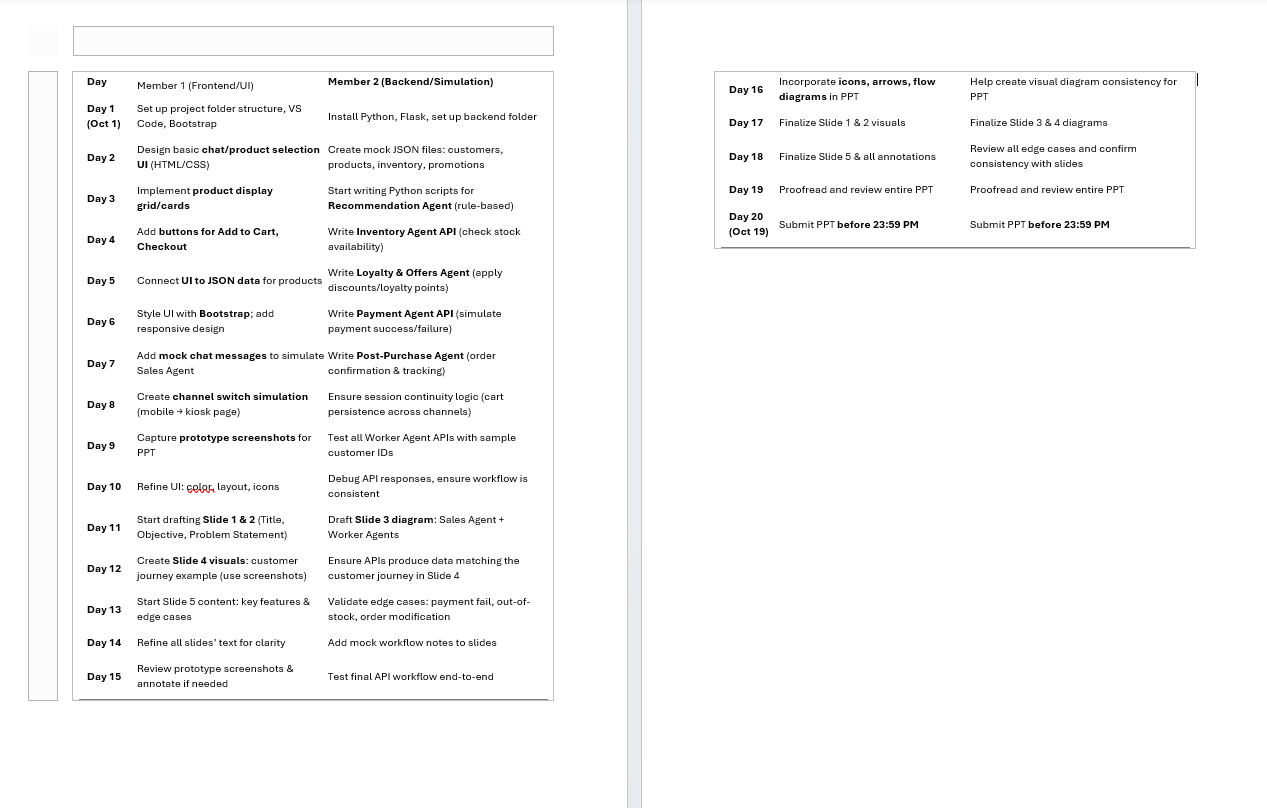 Day Member 1 (Frontend/UI) Member 2 (Backend/Simulation)
Day 1 (Oct 1) Set up project folder structure, VS Code, Bootstrap Install Python, Flask, set up backend folder
Day 2 Design basic chat/product selection UI (HTML/CSS) Create mock JSON files: customers, products, inventory, promotions
Day 3 Implement product display grid/cards Start writing Python scripts for Recommendation Agent (rule-based)
Day 4 Add buttons for Add to Cart, Checkout Write Inventory Agent API (check stock availability)
Day 5 Connect UI to JSON data for products Write Loyalty & Offers Agent (apply discounts/loyalty points)
Day 6 Style UI with Bootstrap; add responsive design Write Payment Agent API (simulate payment success/failure)
Day 7 Add mock chat messages to simulate Sales Agent Write Post-Purchase Agent (order confirmation & tracking)
Day 8 Create channel switch simulation (mobile → kiosk page) Ensure session continuity logic (cart persistence across channels)
Day 9 Capture prototype screenshots for PPT Test all Worker Agent APIs with sample customer IDs
Day 10 Refine UI: color, layout, icons Debug API responses, ensure workflow is consistent
Day 11 Start drafting Slide 1 & 2 (Title, Objective, Problem Statement) Draft Slide 3 diagram: Sales Agent + Worker Agents
Day 12 Create Slide 4 visuals: customer journey example (use screenshots) Ensure APIs produce data matching the customer journey in Slide 4
Day 13 Start Slide 5 content: key features & edge cases Validate edge cases: payment fail, out-of-stock, order modification
Day 14 Refine all slides’ text for clarity Add mock workflow notes to slides
Day 15 Review prototype screenshots & annotate if needed Test final API workflow end-to-end
Day 16 Incorporate icons, arrows, flow diagrams in PPT Help create visual diagram consistency for PPT
Day 17 Finalize Slide 1 & 2 visuals Finalize Slide 3 & 4 diagrams
Day 18 Finalize Slide 5 & all annotations Review all edge cases and confirm consistency with slides
Day 19 Proofread and review entire PPT Proofread and review entire PPT
Day 20 (Oct 19) Submit PPT before 23:59 PM Submit PPT before 23:59 PM